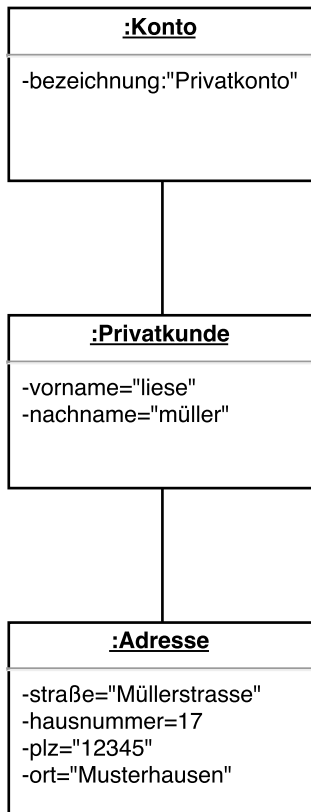 :Konto
-bezeichnung:"Privatkonto"
:Privatkunde
-vorname="liese"
-nachname="müller"
:Adresse
-straße="Müllerstrasse"
-hausnummer=17
-plz="12345"
-ort="Musterhausen"